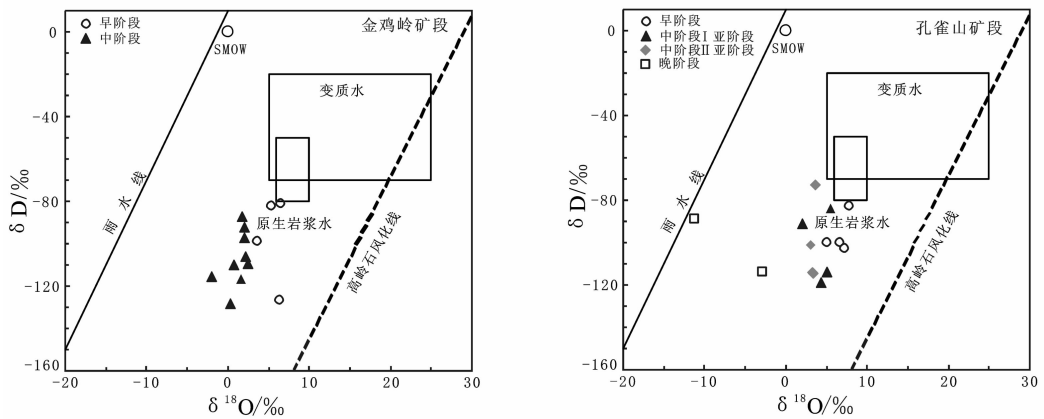 金鸡岭矿段
早阶段
中阶段
SMOW
变质水
原生岩浆水
雨水线
高岭石风化线
δD/‰
0
-40
-80
-120
-160
-20
-10
0
10
20
30
δ ¹⁸O/‰
孔雀山矿段
早阶段
中阶段I 亚阶段
中阶段II 亚阶段
晚阶段
SMOW
变质水
原生岩浆水
雨水线
高岭石风化线
δD/‰
0
-40
-80
-120
-160
-20
-10
0
10
20
30
δ ¹⁸O/‰